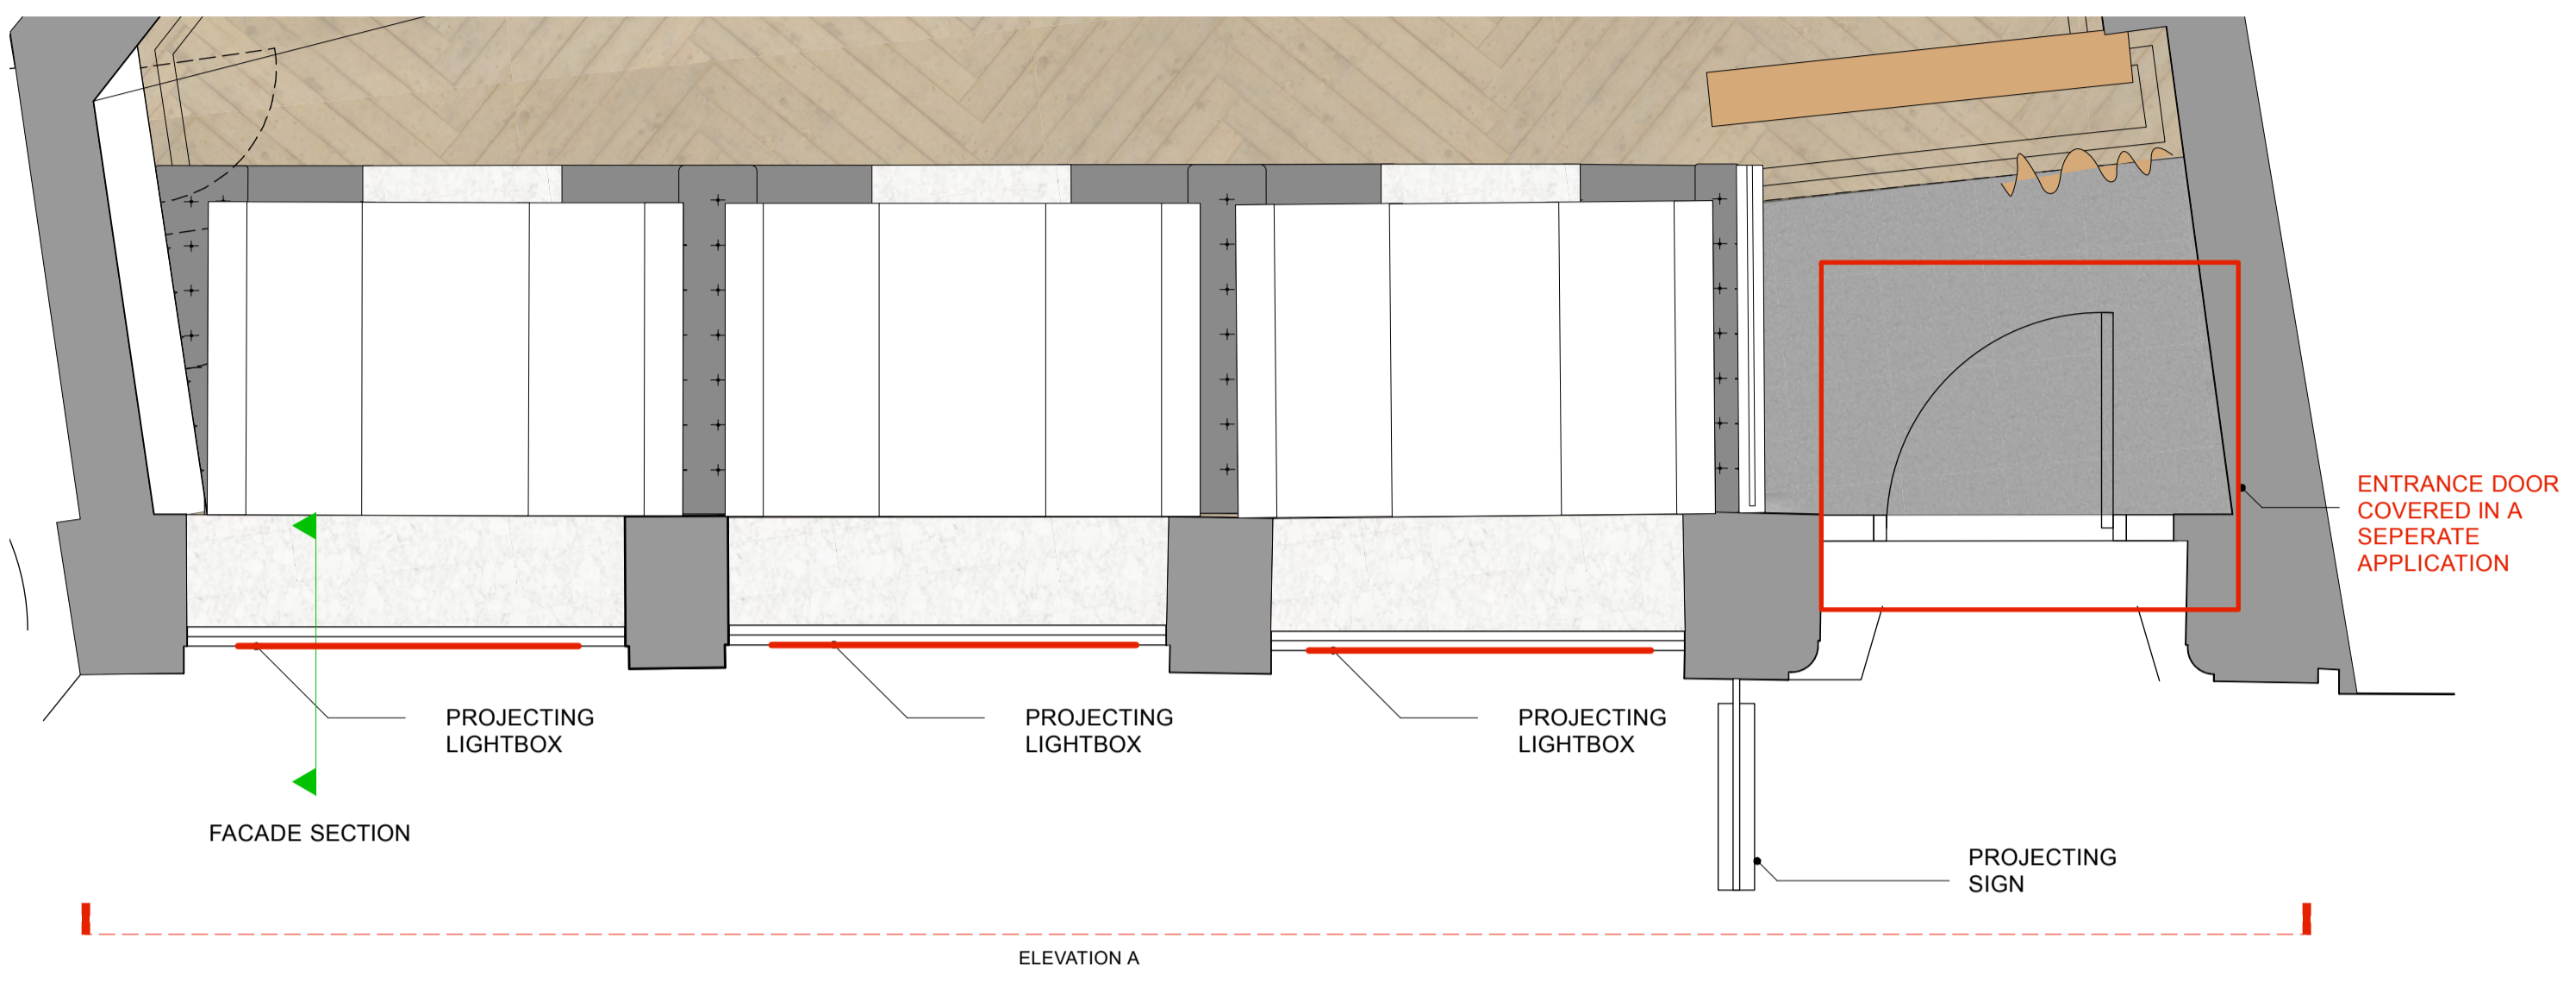 ENTRANCE DOOR
COVERED IN A
SEPERATE
APPLICATION
PROJECTING
LIGHTBOX
PROJECTING
LIGHTBOX
PROJECTING
LIGHTBOX
FACADE SECTION
PROJECTING
SIGN
ELEVATION A